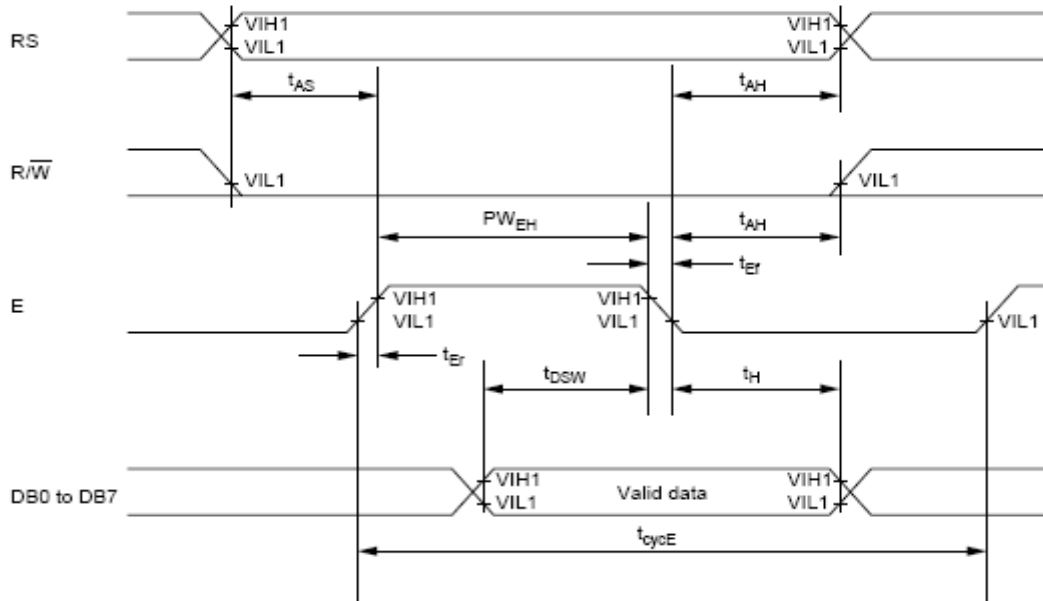 RS
VIH1
VIL1
VIH1
VIL1
tAS
tAH
R/W̅
VIL1
VIL1
PWEH
tAH
tEf
E
VIH1
VIL1
VIH1
VIL1
VIL1
tEr
tDSW
tH
DB0 to DB7
VIH1
VIL1
Valid data
VIH1
VIL1
tcycE